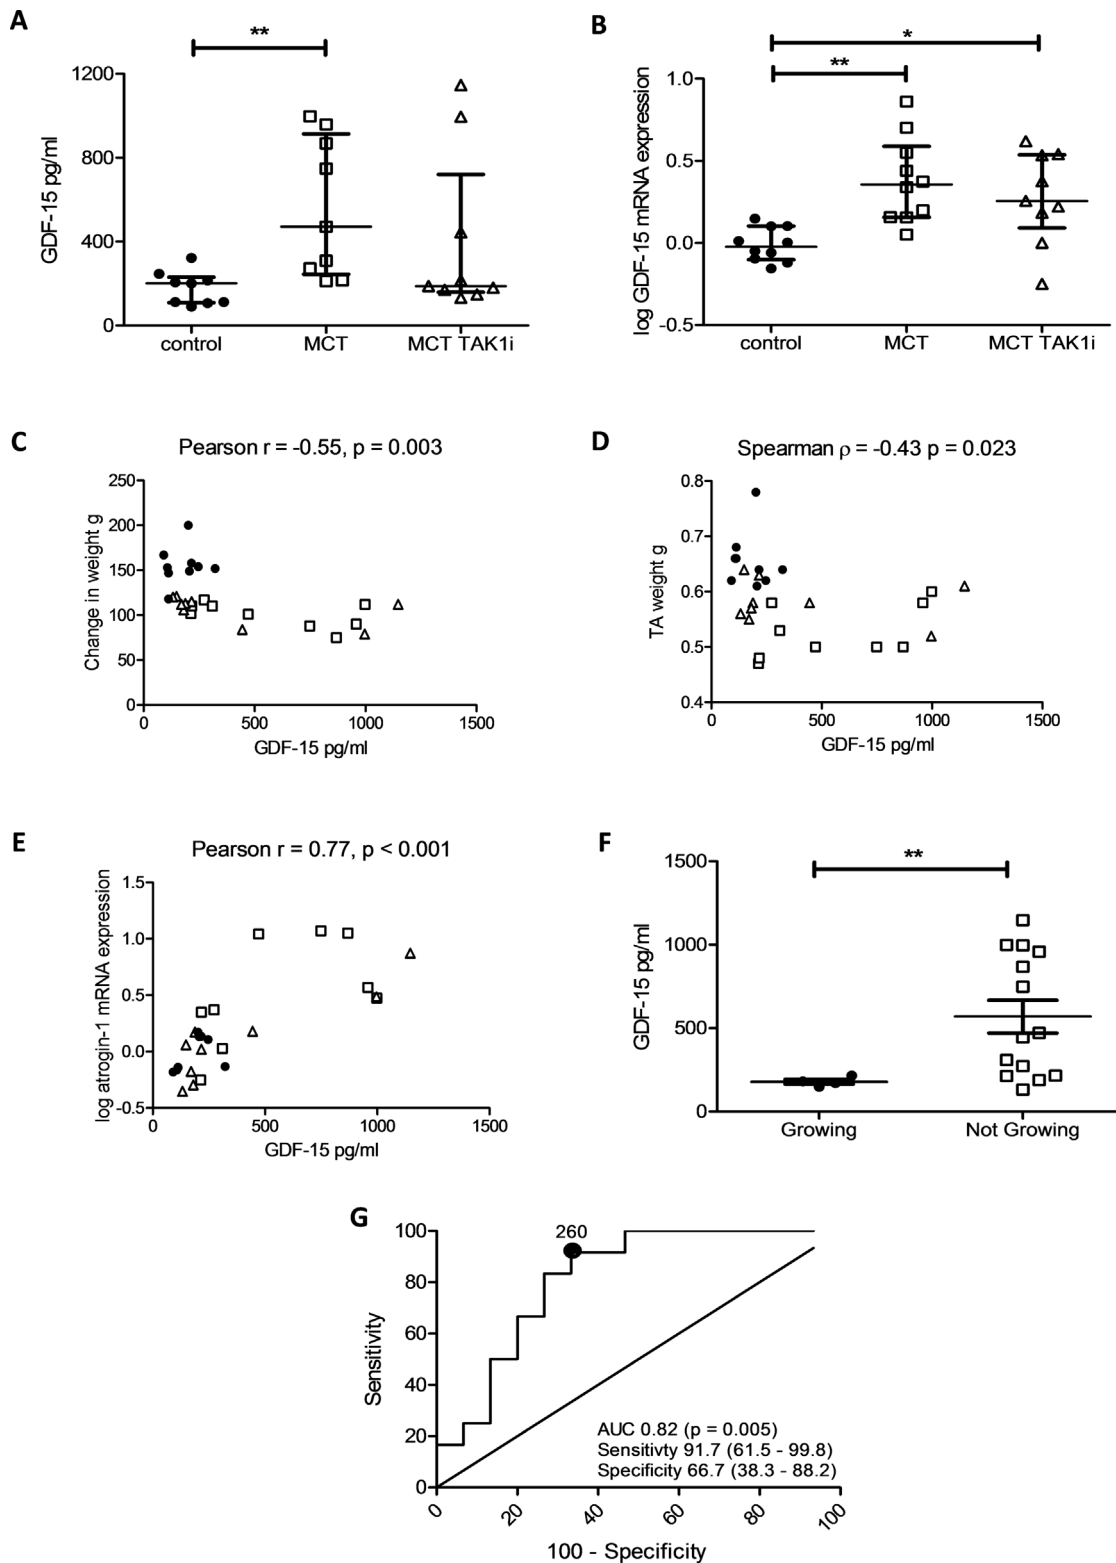 A
**
GDF-15 pg/ml
1200
800
400
0
control
MCT
MCT TAK1i
B
*
**
log GDF-15 mRNA expression
1.0
0.5
0.0
-0.5
control
MCT
MCT TAK1i
C
Pearson r = -0.55, p = 0.003
Change in weight g
250
200
150
100
50
0
0
500
1000
1500
GDF-15 pg/ml
D
Spearman ρ = -0.43 p = 0.023
TA weight g
0.8
0.7
0.6
0.5
0.4
0
500
1000
1500
GDF-15 pg/ml
E
Pearson r = 0.77, p < 0.001
log atrogin-1 mRNA expression
1.5
1.0
0.5
0.0
-0.5
0
500
1000
1500
GDF-15 pg/ml
F
**
GDF-15 pg/ml
1500
1000
500
0
Growing
Not Growing
G
Sensitivity
100
80
60
40
20
0
260
AUC 0.82 (p = 0.005)
Sensitivty 91.7 (61.5 - 99.8)
Specificity 66.7 (38.3 - 88.2)
0
20
40
60
80
100
100 - Specificity